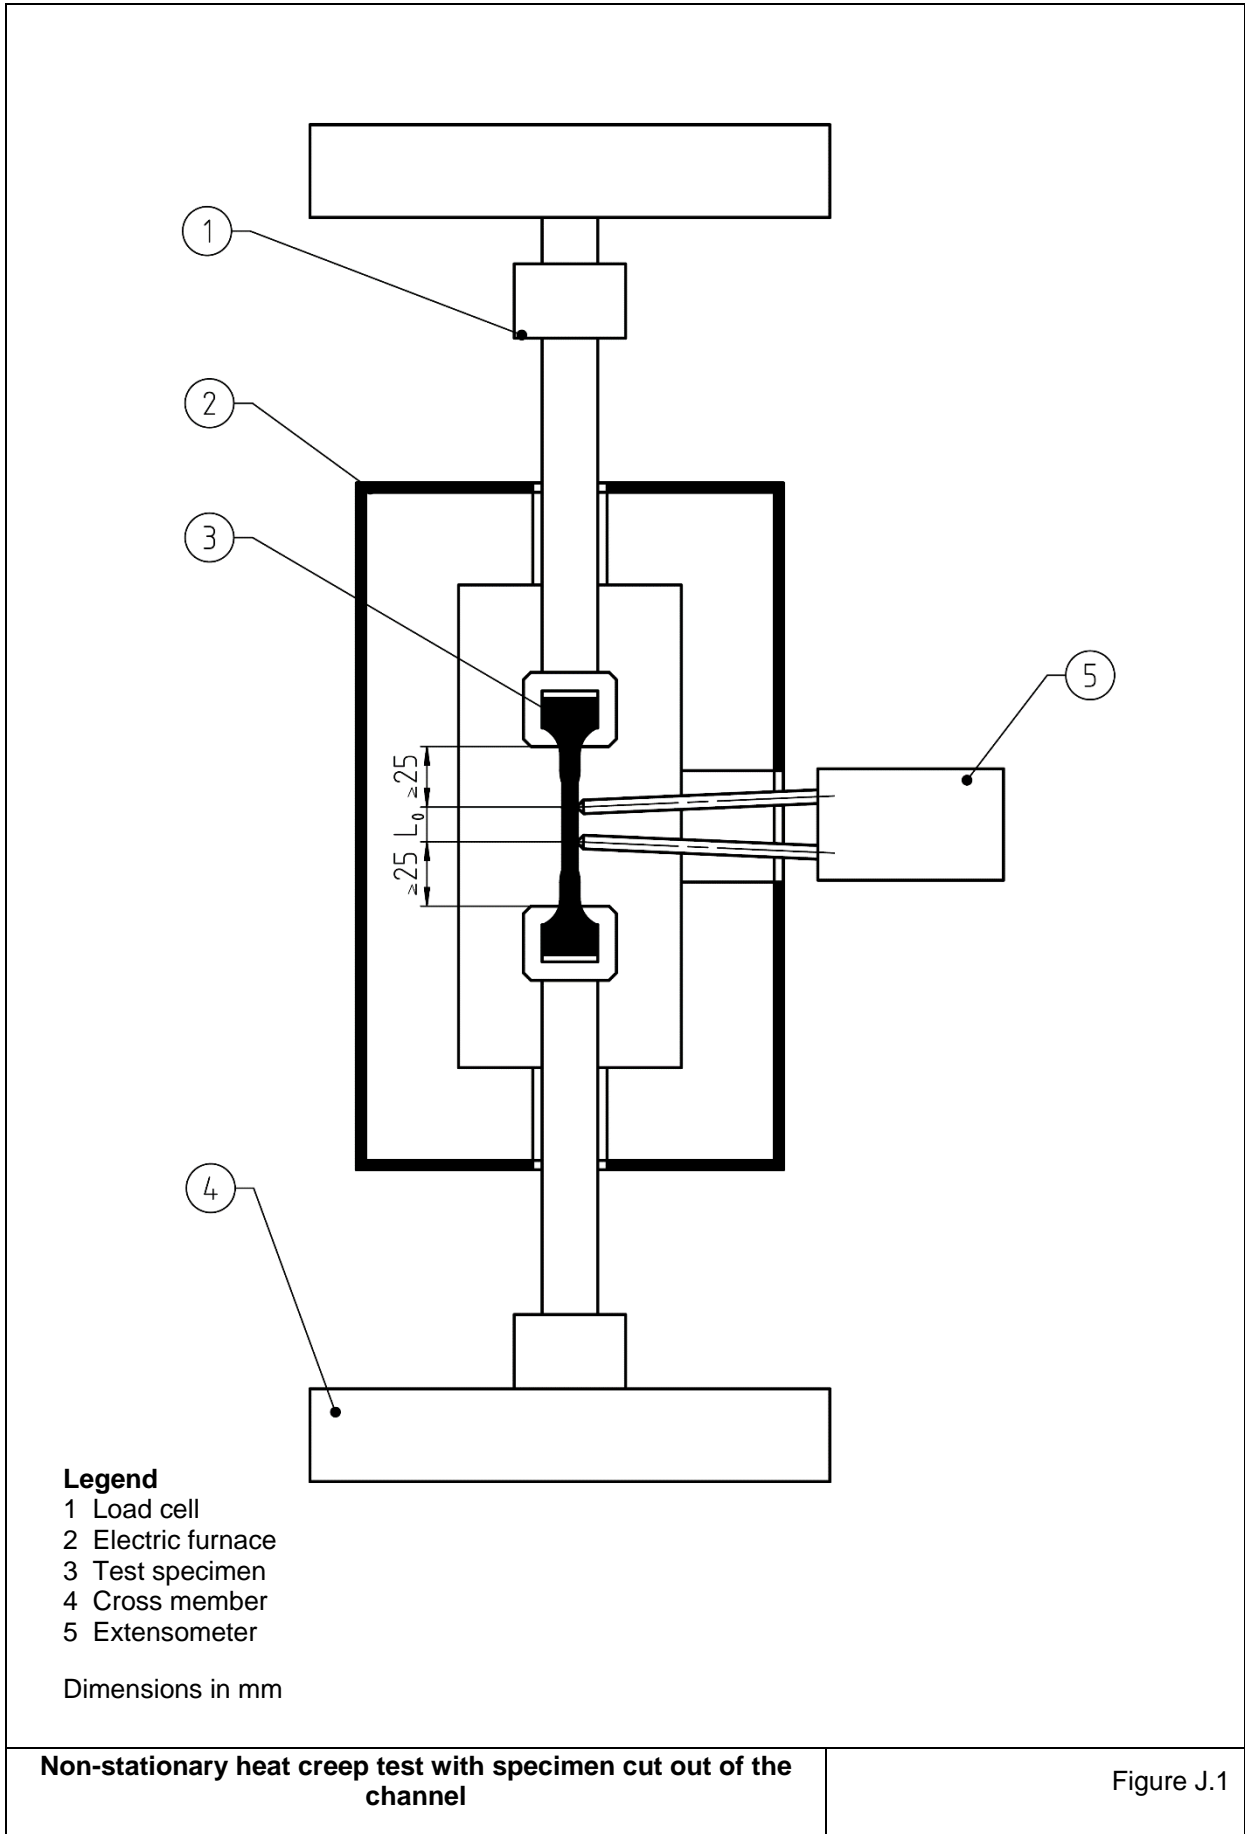 1
2
3
5
≥25
L₀
≥25
4
Legend
1 Load cell
2 Electric furnace
3 Test specimen
4 Cross member
5 Extensometer
Dimensions in mm
Non-stationary heat creep test with specimen cut out of the
channel
Figure J.1